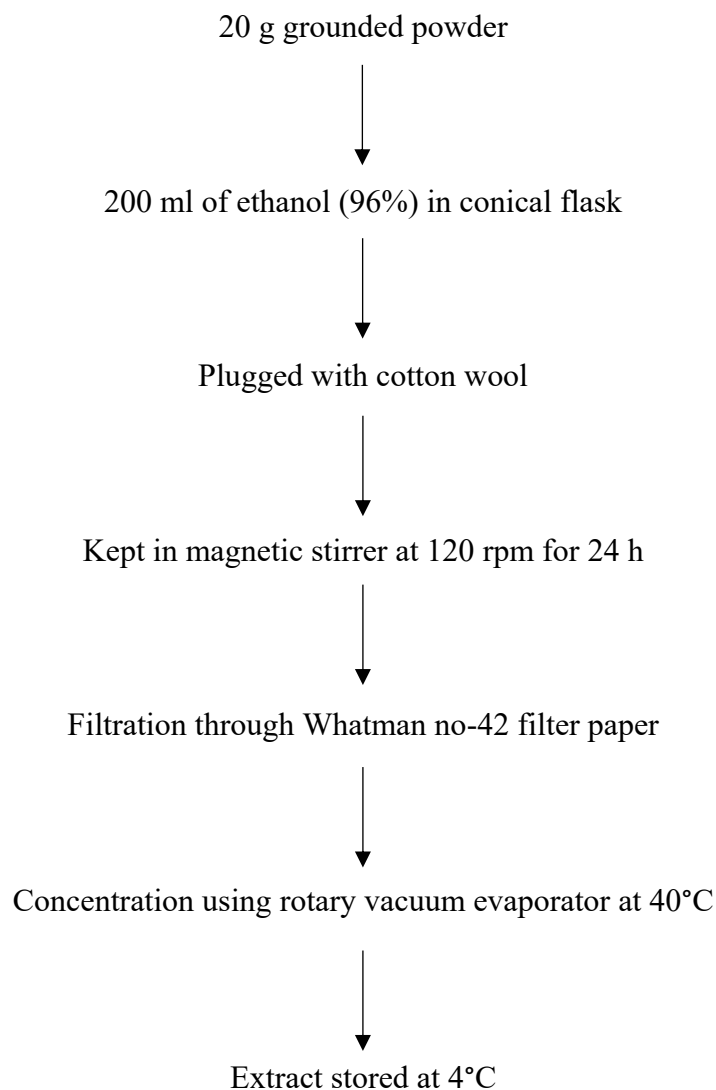 20 g grounded powder
200 ml of ethanol (96%) in conical flask
Plugged with cotton wool
Kept in magnetic stirrer at 120 rpm for 24 h
Filtration through Whatman no-42 filter paper
Concentration using rotary vacuum evaporator at 40°C
Extract stored at 4°C